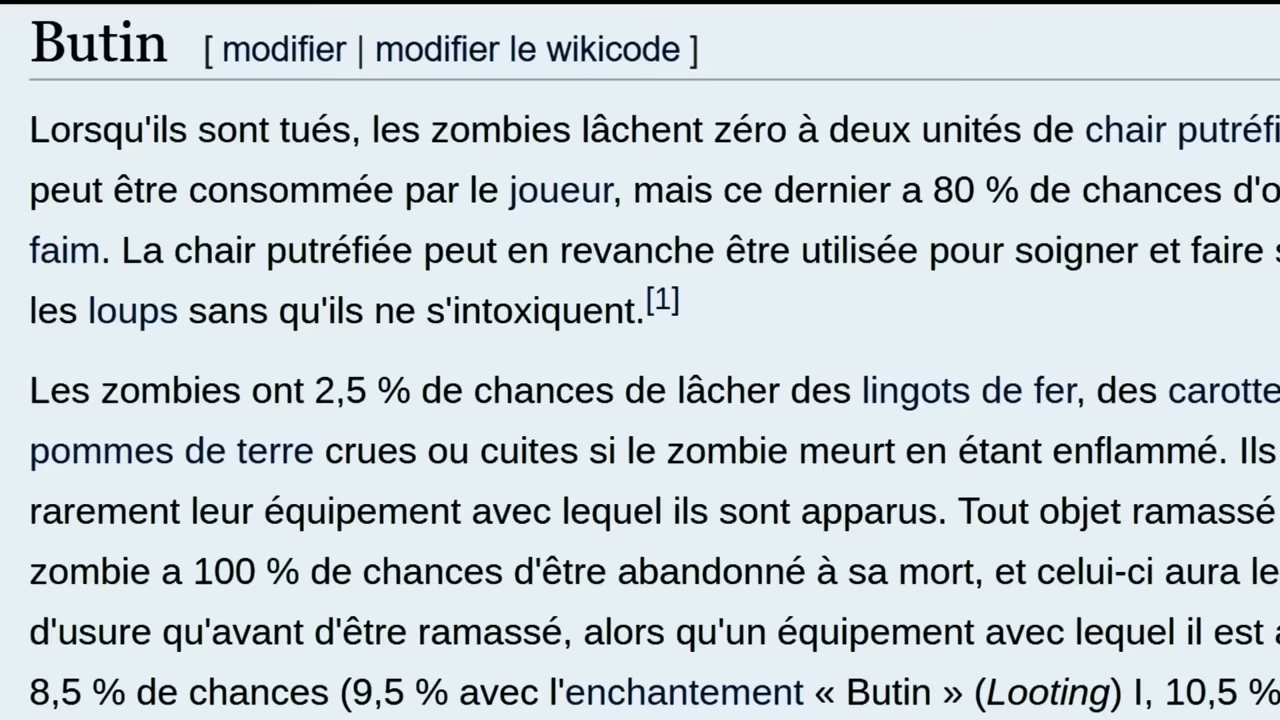 Butin [ modifier | modifier le wikicode ]
Lorsqu'ils sont tués, les zombies lâchent zéro à deux unités de chair
peut être consommée par le joueur, mais ce dernier a 80 % de chances
faim. La chair putréfiée peut en revanche être utilisée pour soigner et faire
les loups sans qu'ils ne s'intoxiquent.[1]
Les zombies ont 2,5 % de chances de lâcher des lingots de fer, des carotte
pommes de terre crues ou cuites si le zombie meurt en étant enflammé. Ils
rarement leur équipement avec lequel ils sont apparus. Tout objet ramassé
zombie a 100 % de chances d'être abandonné à sa mort, et celui-ci aura le
d'usure qu'avant d'être ramassé, alors qu'un équipement avec lequel il est
8,5 % de chances (9,5 % avec l'enchantement « Butin » (Looting) I, 10,5 %